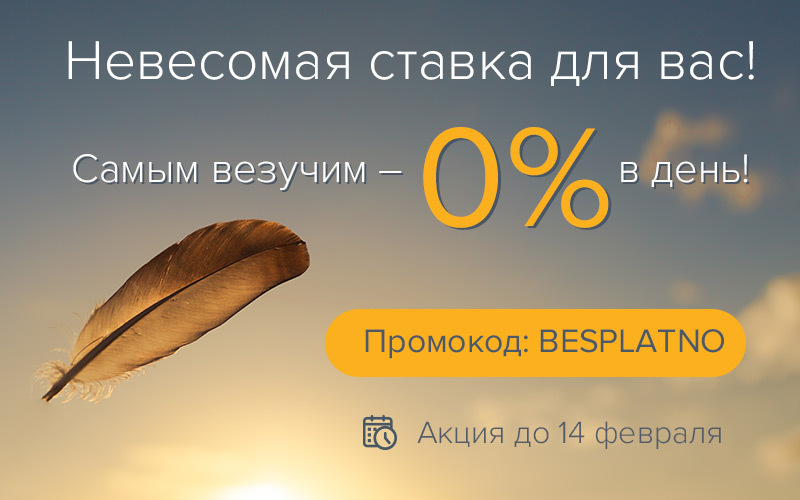 Невесомая ставка для вас!
Самым везучим – 0% в день!
Промокод: BESPLATNO
Акция до 14 февраля